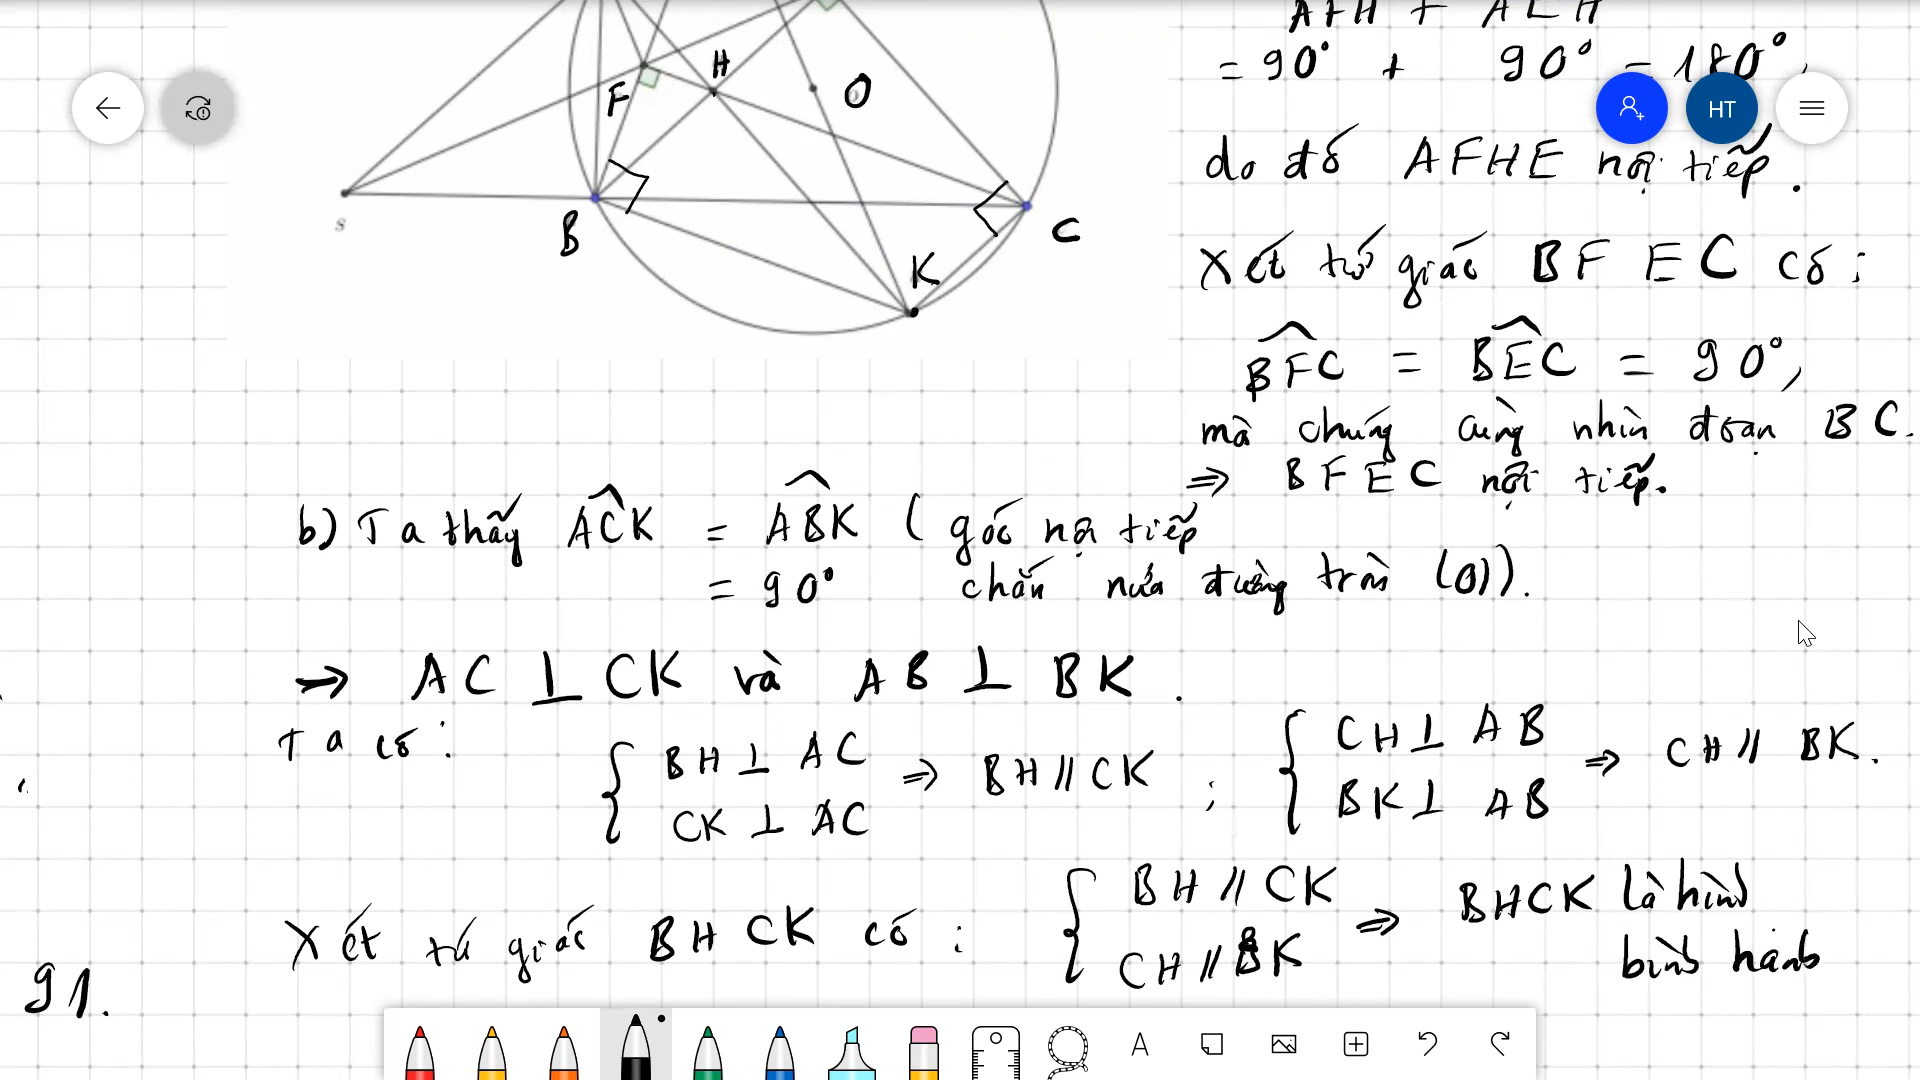 AFH + AEH
= 90° + 90° = 180°,
HT
do đó AFHE nội tiếp.
F H O
S B C K
Xét tứ giác BFEC có:
BFC = BEC = 90°,
mà chúng cùng nhìn đoạn BC.
⇒ BFEC nội tiếp.
b) Ta thấy ACK = ABK (góc nội tiếp
= 90° chắn nửa đường tròn (O)).
→ AC ⊥ CK và AB ⊥ BK.
Ta có: { BH ⊥ AC
CK ⊥ AC ⇒ BH // CK ; { CH ⊥ AB
BK ⊥ AB ⇒ CH // BK.
Xét tứ giác BHCK có: { BH // CK
CH // BK ⇒ BHCK là hình
bình hành
91.
A